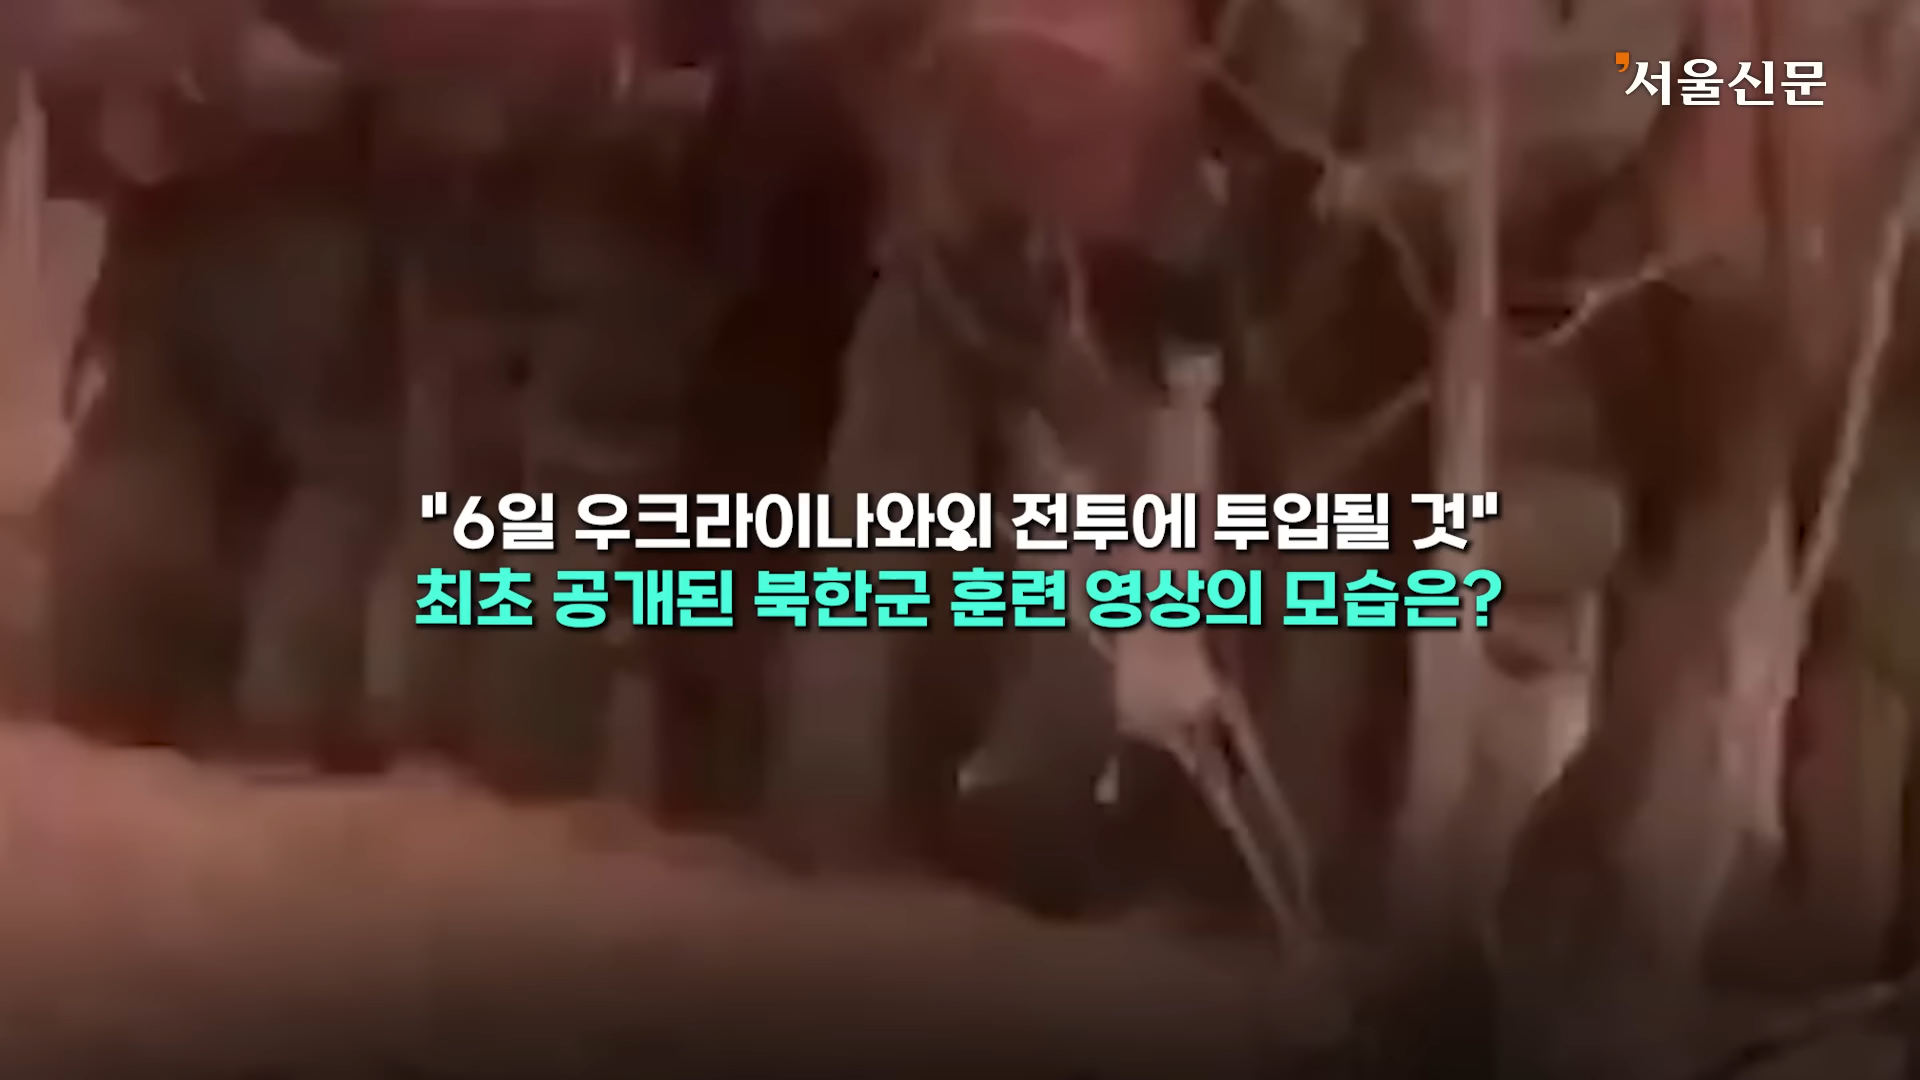 서울신문
"6일 우크라이나와의 전투에 투입될 것"
최초 공개된 북한군 훈련 영상의 모습은?